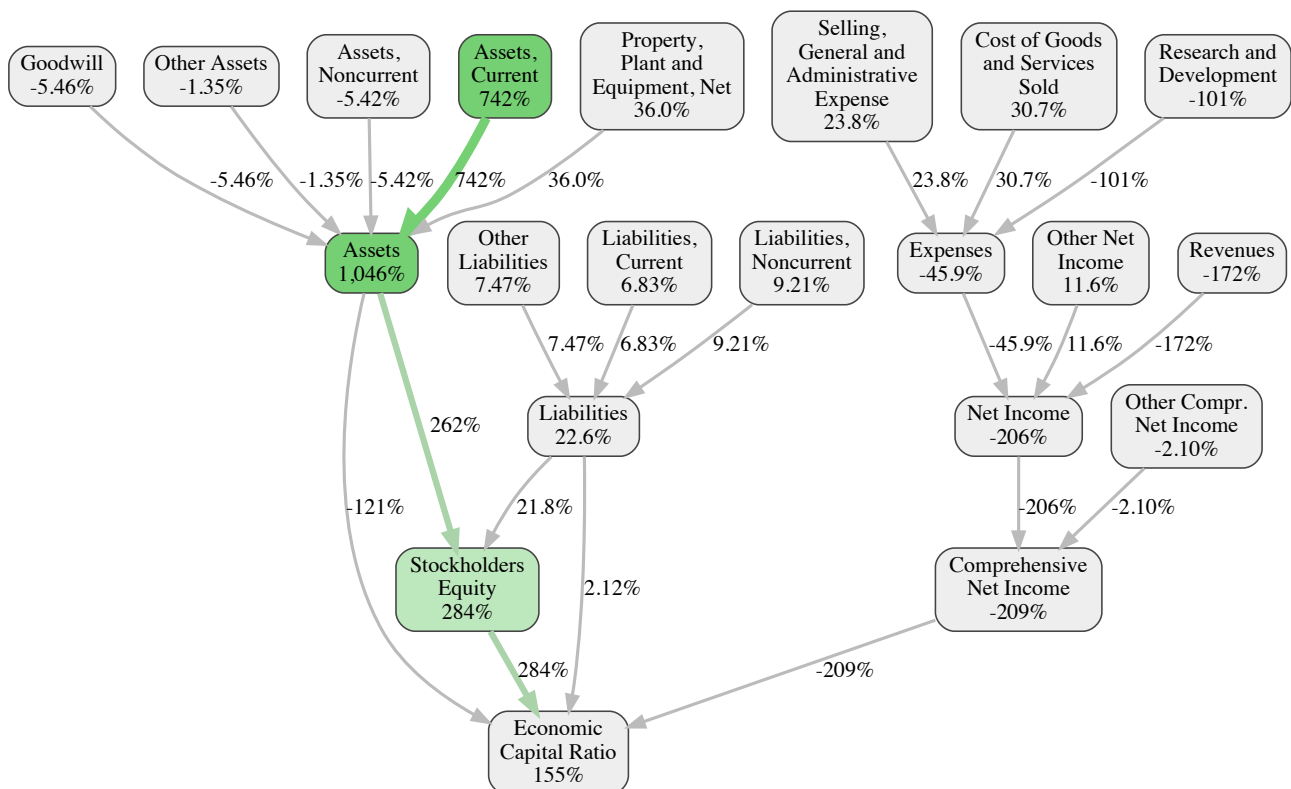 Goodwill
-5.46%
Other Assets
-1.35%
Assets,
Noncurrent
-5.42%
Assets,
Current
742%
Property,
Plant and
Equipment, Net
36.0%
Selling,
General and
Administrative
Expense
23.8%
Cost of Goods
and Services
Sold
30.7%
Research and
Development
-101%
-5.46%
-1.35%
-5.42%
742%
36.0%
23.8%
30.7%
-101%
Assets
1,046%
Other
Liabilities
7.47%
Liabilities,
Current
6.83%
Liabilities,
Noncurrent
9.21%
Expenses
-45.9%
Other Net
Income
11.6%
Revenues
-172%
7.47%
6.83%
9.21%
-45.9%
11.6%
-172%
262%
Liabilities
22.6%
Net Income
-206%
Other Compr.
Net Income
-2.10%
-121%
21.8%
-206%
-2.10%
Stockholders
Equity
284%
2.12%
Comprehensive
Net Income
-209%
284%
-209%
Economic
Capital Ratio
155%